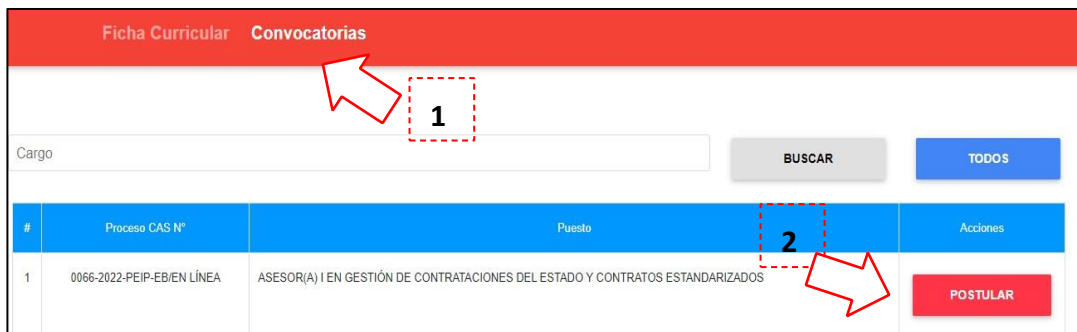 Ficha Curricular Convocatorias
1
Cargo BUSCAR TODOS
# Proceso CAS N° Puesto Acciones
2
1 0066-2022-PEIP-EB/EN LÍNEA ASESOR(A) I EN GESTIÓN DE CONTRATACIONES DEL ESTADO Y CONTRATOS ESTANDARIZADOS POSTULAR